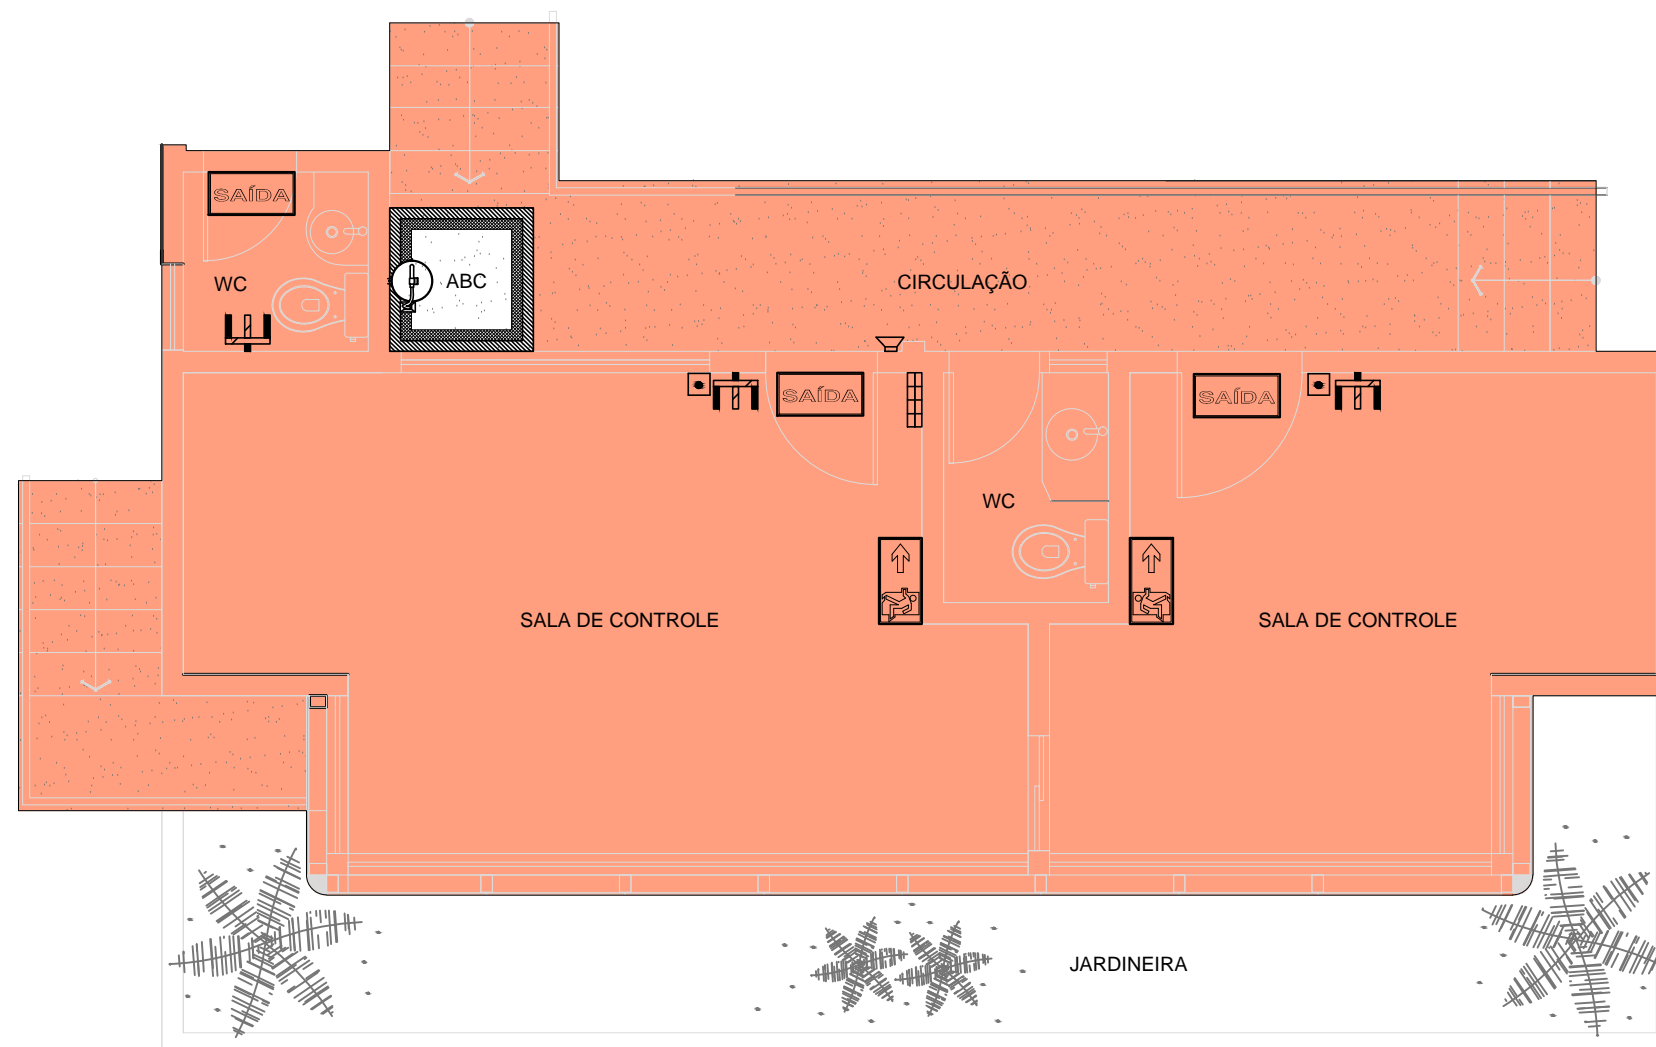 SAÍDA
WC
ABC
CIRCULAÇÃO
SAÍDA
SAÍDA
WC
SALA DE CONTROLE
SALA DE CONTROLE
JARDINEIRA